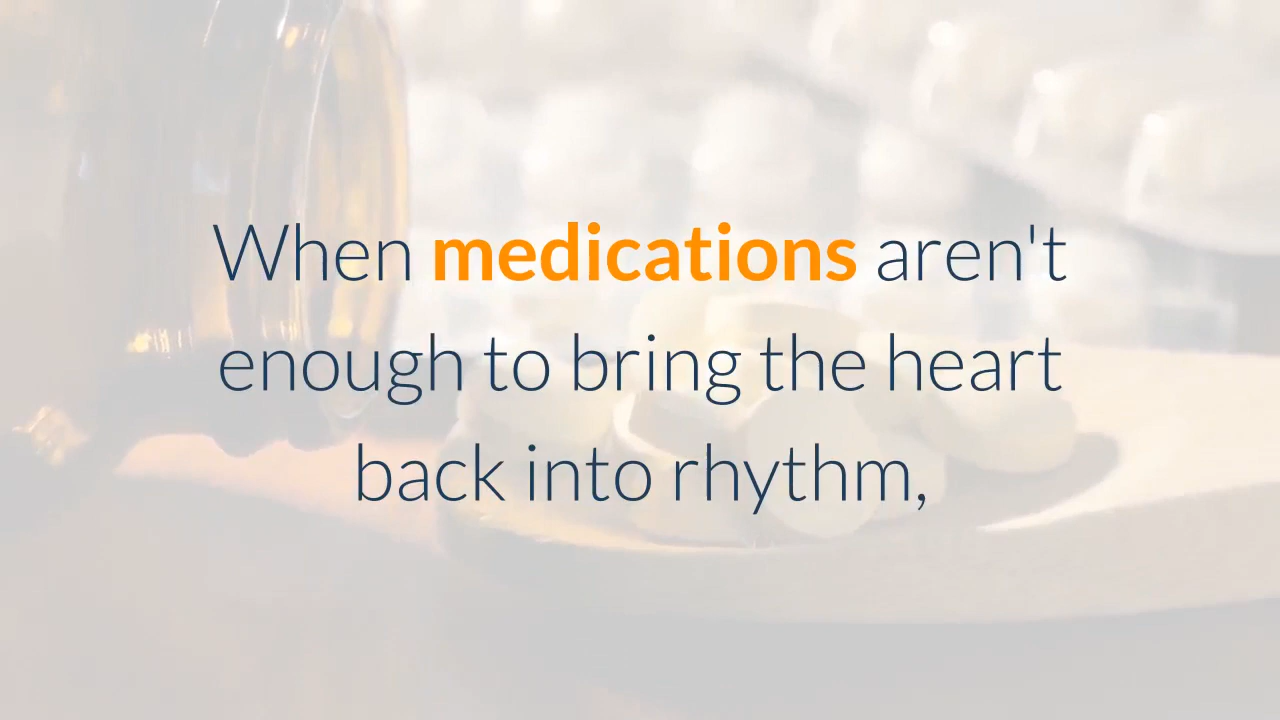 When medications aren't
enough to bring the heart
back into rhythm,